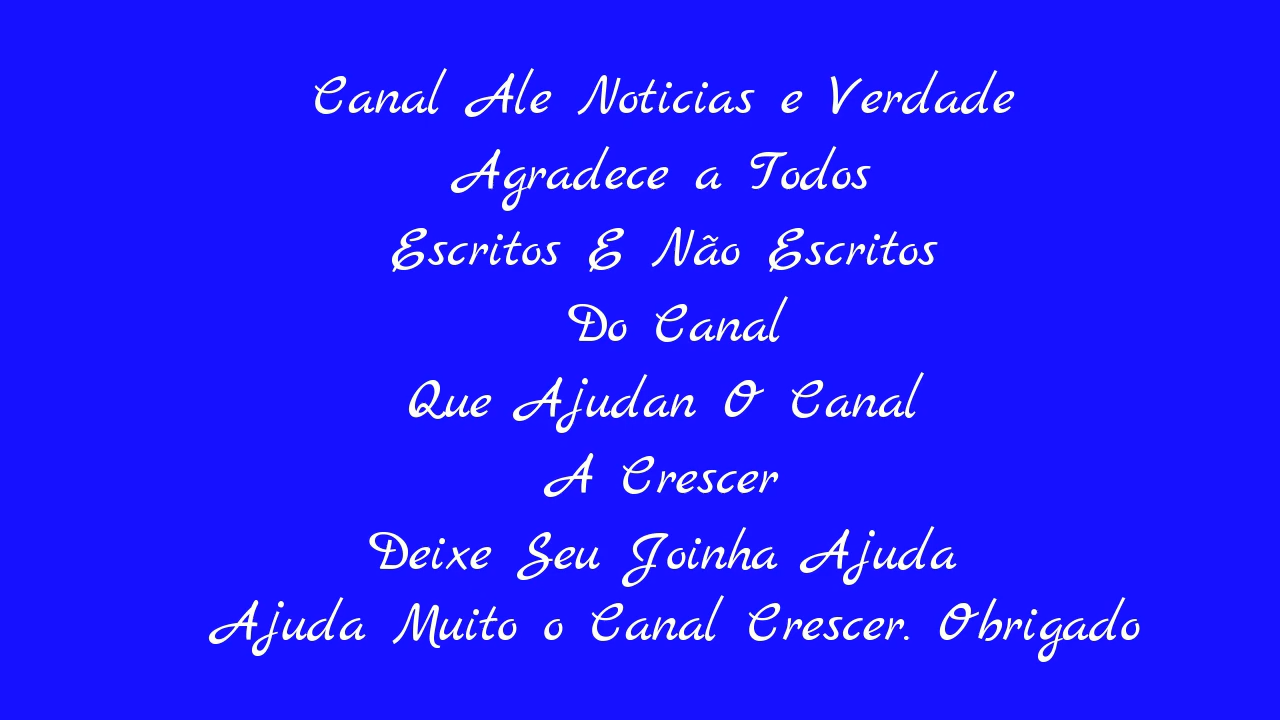 Canal Ale Noticias e Verdade
Agradece a Todos
Escritos E Não Escritos
Do Canal
Que Ajudan O Canal
A Crescer
Deixe Seu Joinha Ajuda
Ajuda Muito o Canal Crescer. Obrigado